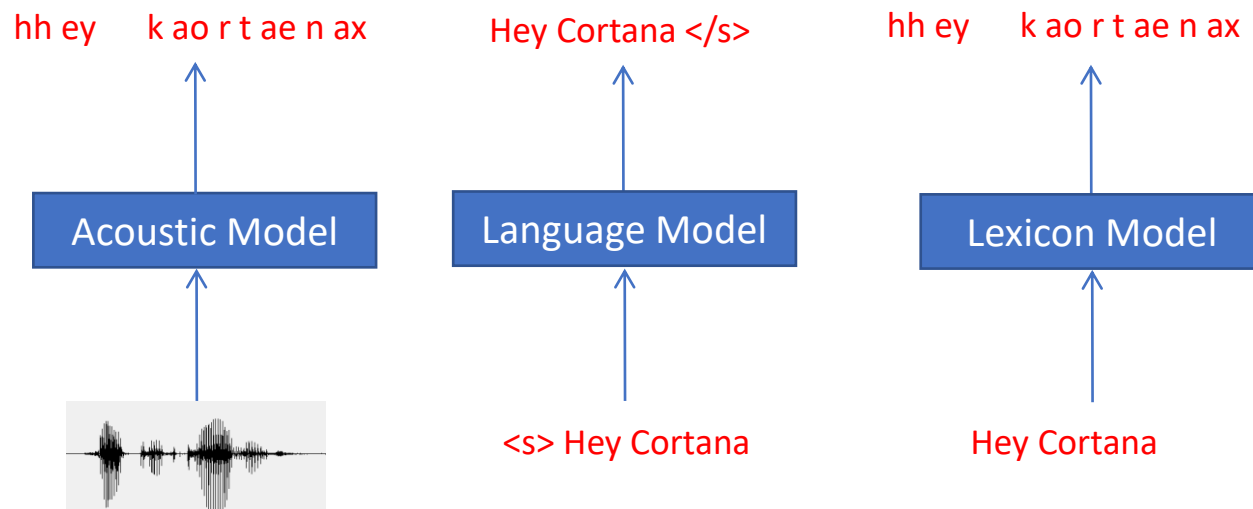 hh ey k ao r t ae n ax
Hey Cortana </s>
hh ey k ao r t ae n ax
Acoustic Model
Language Model
Lexicon Model
<s> Hey Cortana
Hey Cortana